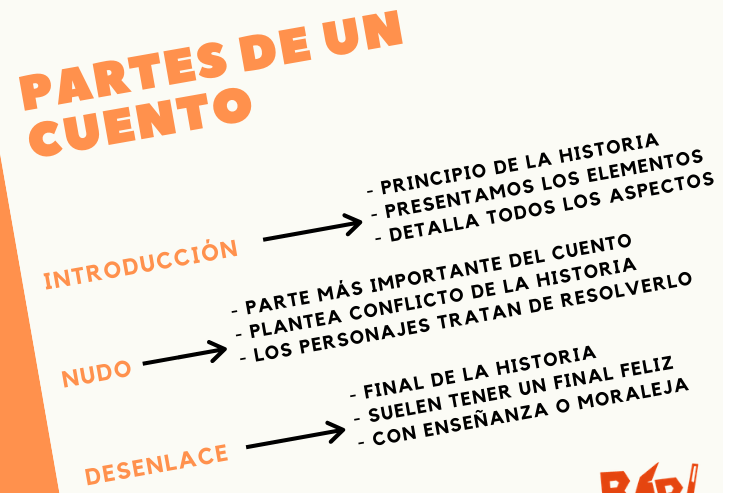 PARTES DE UN
CUENTO
INTRODUCCIÓN
- PRINCIPIO DE LA HISTORIA
- PRESENTAMOS LOS ELEMENTOS
- DETALLA TODOS LOS ASPECTOS
NUDO
- PARTE MÁS IMPORTANTE DEL CUENTO
- PLANTEA CONFLICTO DE LA HISTORIA
- LOS PERSONAJES TRATAN DE RESOLVERLO
DESENLACE
- FINAL DE LA HISTORIA
- SUELEN TENER UN FINAL FELIZ
- CON ENSEÑANZA O MORALEJA